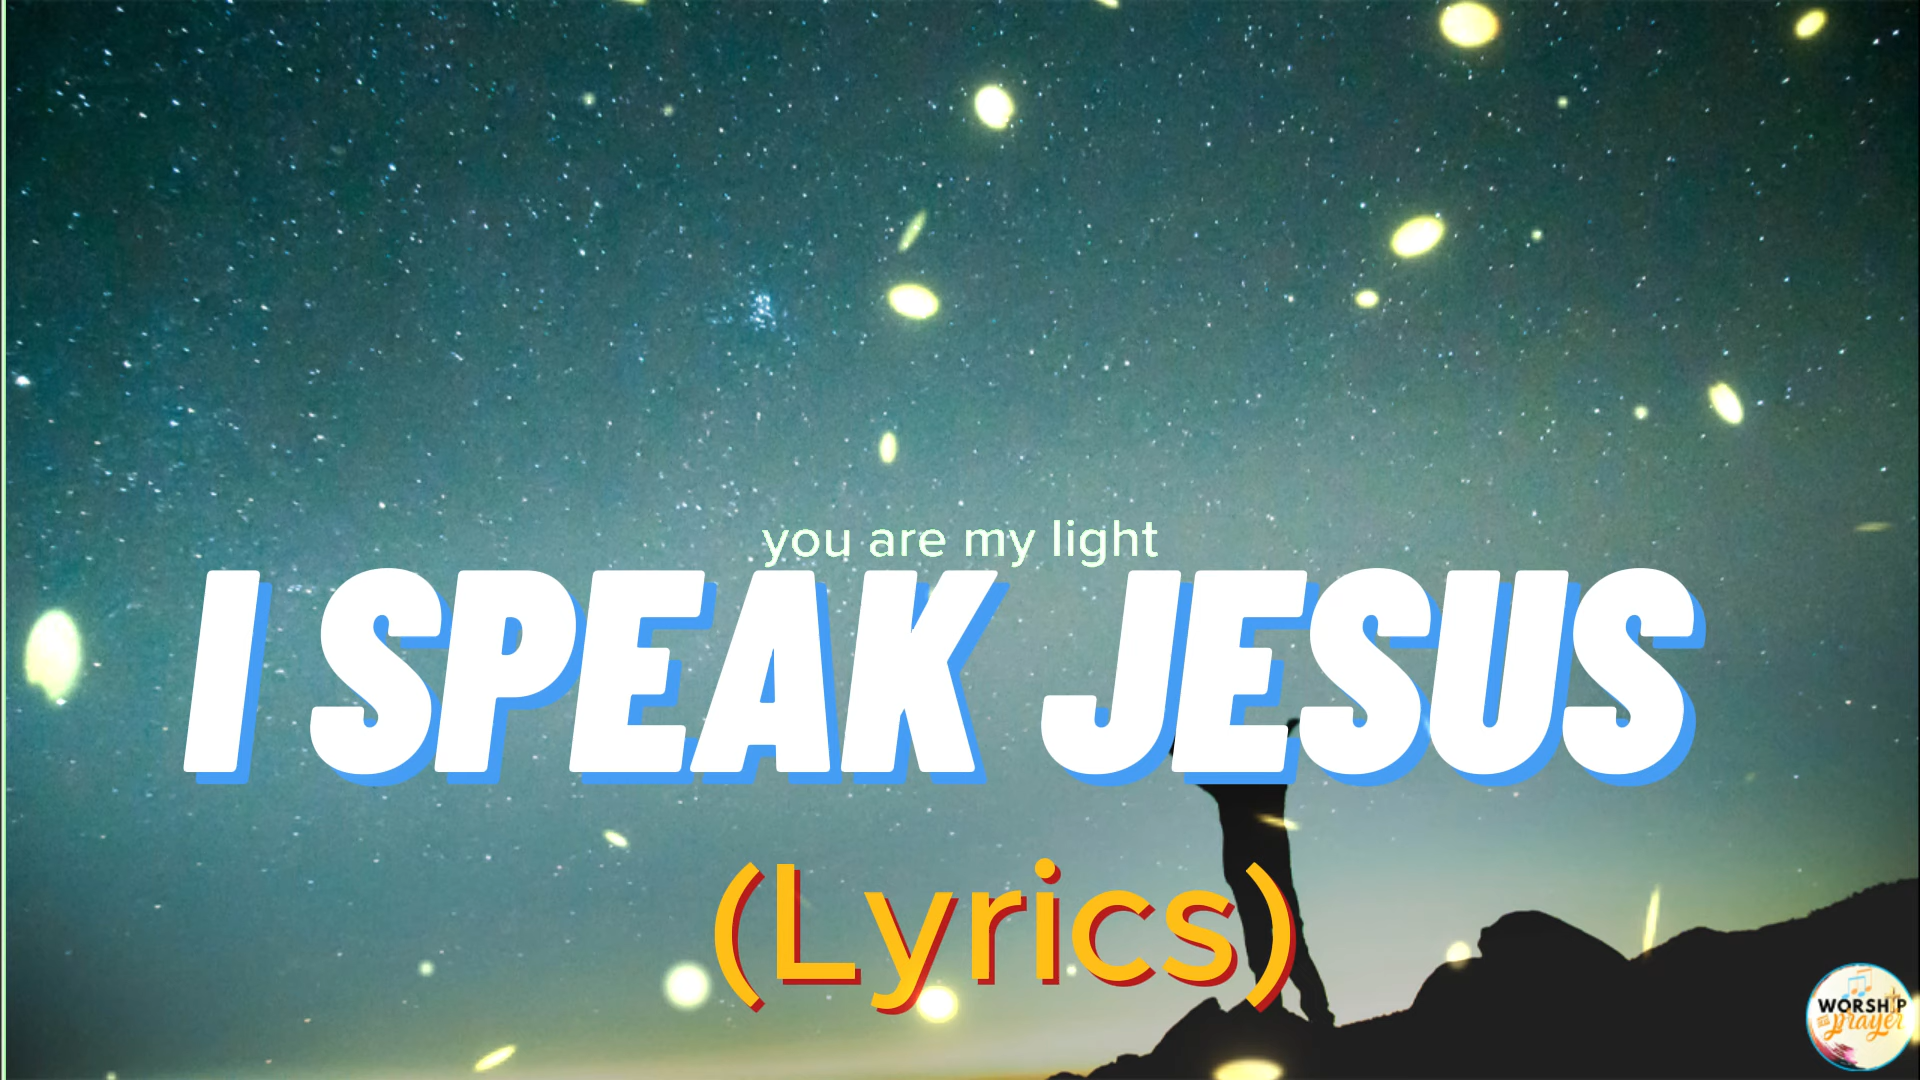 you are my light
I SPEAK JESUS
(Lyrics)
WORSHIP
prayer